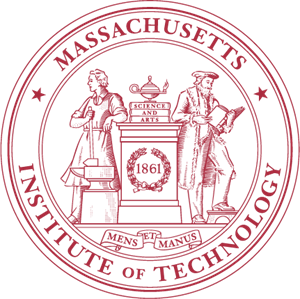 MASSACHUSETTS
SCIENCE
AND
ARTS
1861
MENS ET MANUS
INSTITUTE OF TECHNOLOGY